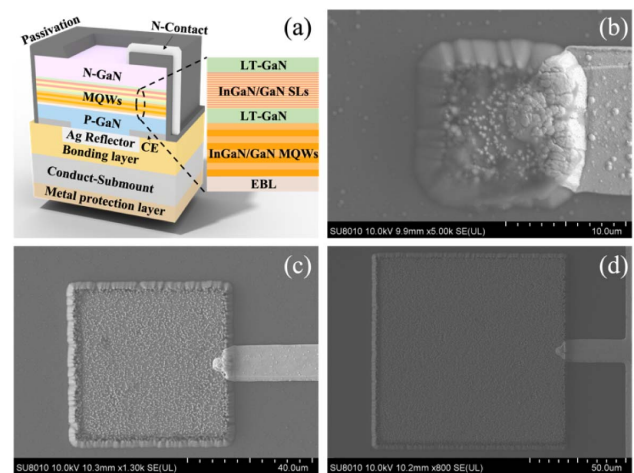 (a)
Passivation
N-Contact
N-GaN
MQWs
P-GaN
Ag Reflector
CE
Bonding layer
Conduct-Submount
Metal protection layer
LT-GaN
InGaN/GaN SLs
LT-GaN
InGaN/GaN MQWs
EBL
(b)
SU8010 10.0kV 9.9mm x5.00k SE(UL)
10.0um
(c)
SU8010 10.0kV 10.3mm x1.30k SE(UL)
40.0um
(d)
SU8010 10.0kV 10.2mm x800 SE(UL)
50.0um